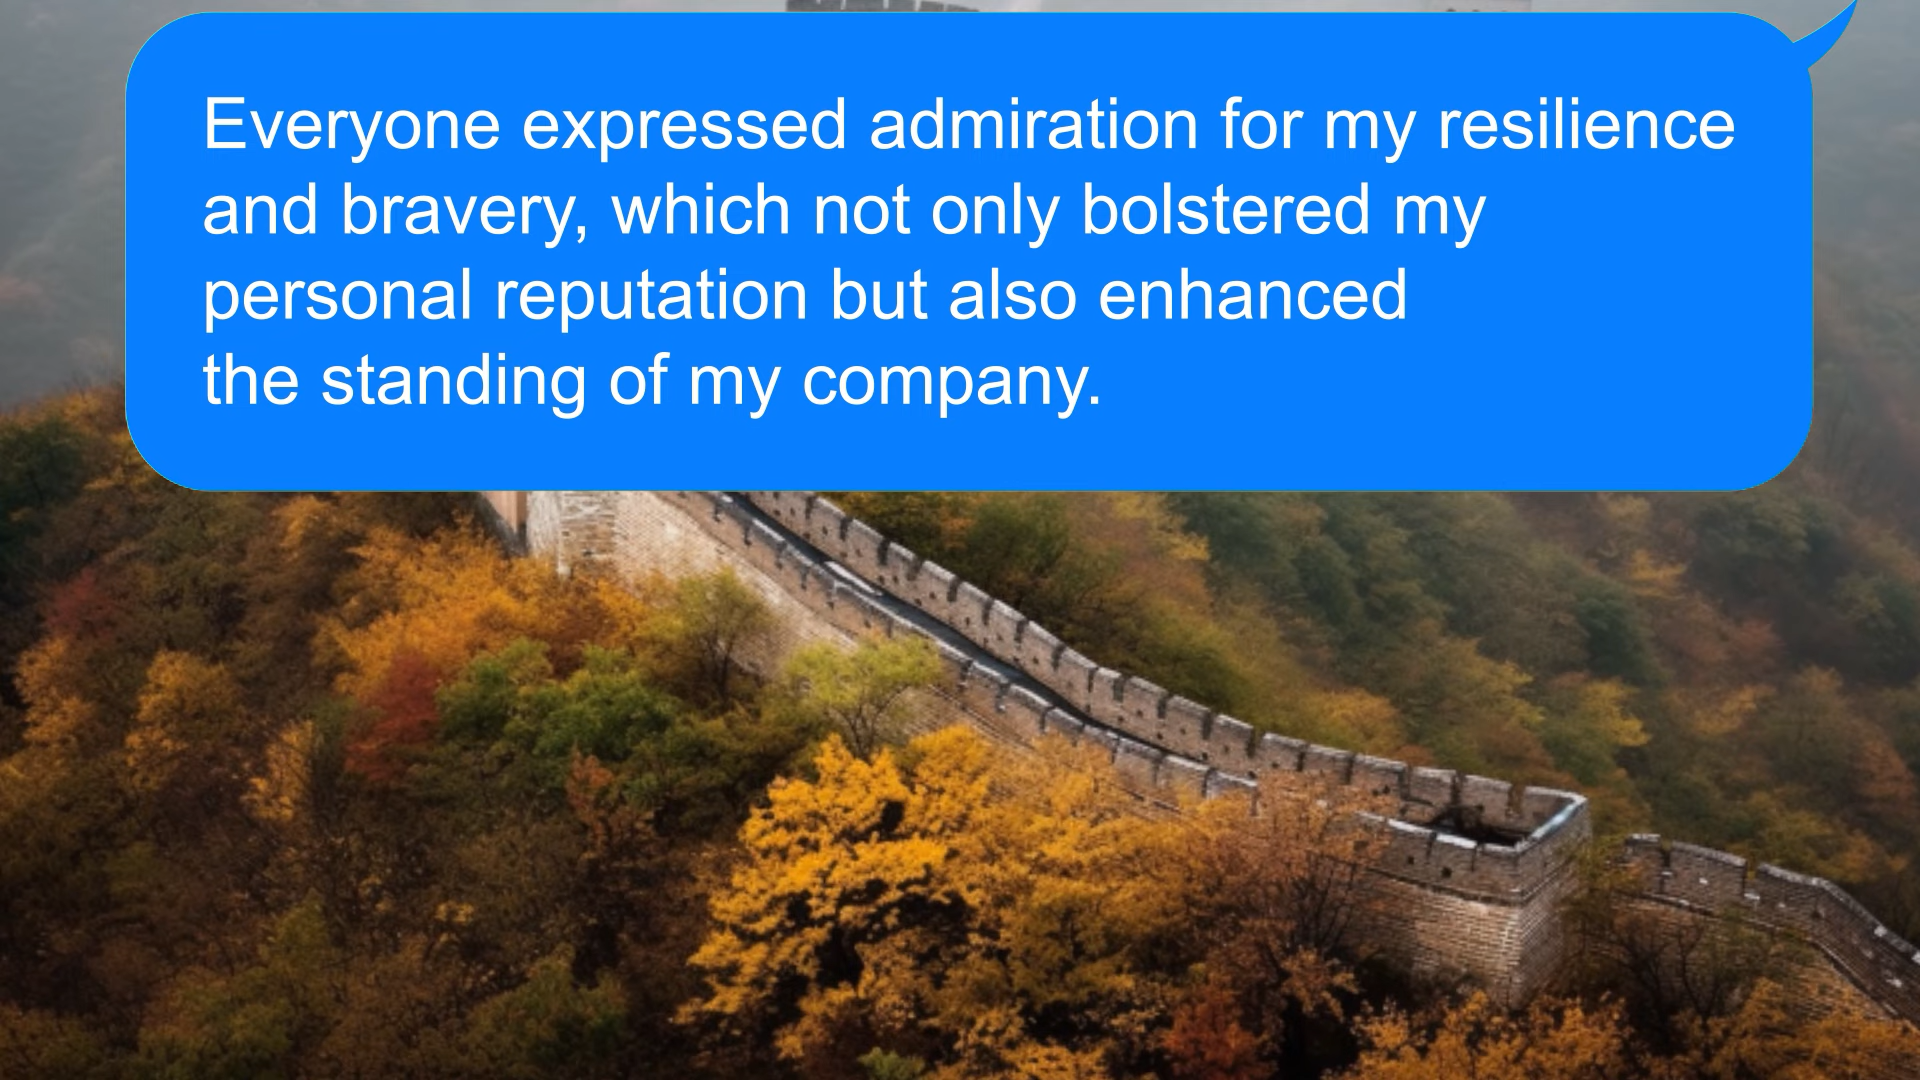 Everyone expressed admiration for my resilience
and bravery, which not only bolstered my
personal reputation but also enhanced
the standing of my company.